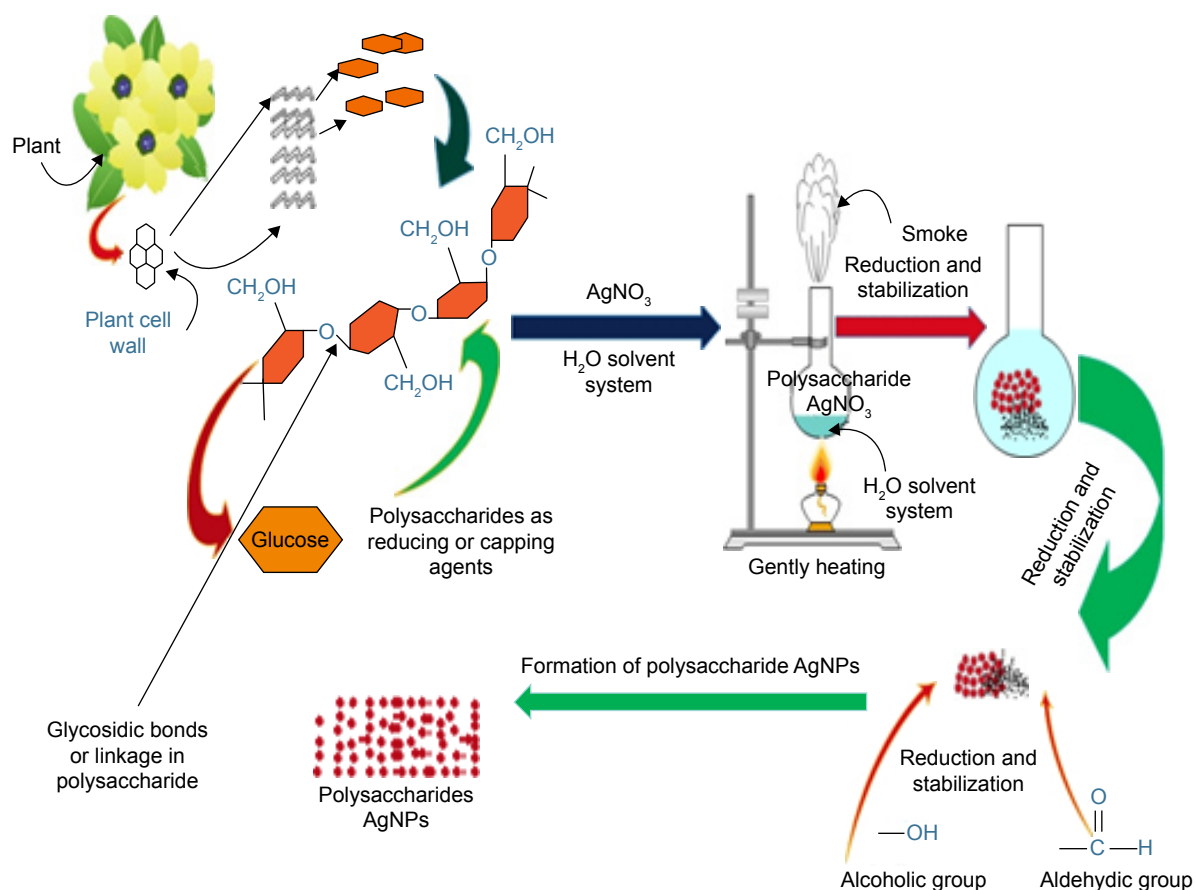 Plant
Plant cell
wall
CH₂OH
CH₂OH
CH₂OH
CH₂OH
O
O
O
Glucose
Polysaccharides as
reducing or capping
agents
Glycosidic bonds
or linkage in
polysaccharide
AgNO₃
H₂O solvent
system
Smoke
Reduction and
stabilization
Polysaccharide
AgNO₃
H₂O solvent
system
Gently heating
Reduction and
stabilization
Formation of polysaccharide AgNPs
Polysaccharides
AgNPs
Reduction and
stabilization
—OH
Alcoholic group
O
—C—H
Aldehydic group